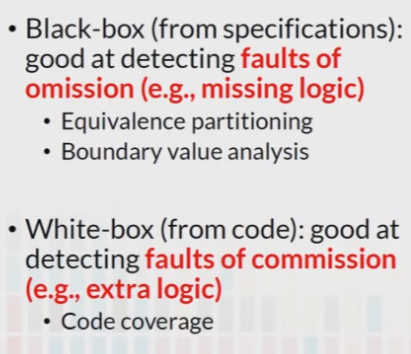 • Black-box (from specifications):
good at detecting faults of
omission (e.g., missing logic)
• Equivalence partitioning
• Boundary value analysis
• White-box (from code): good at
detecting faults of commission
(e.g., extra logic)
• Code coverage